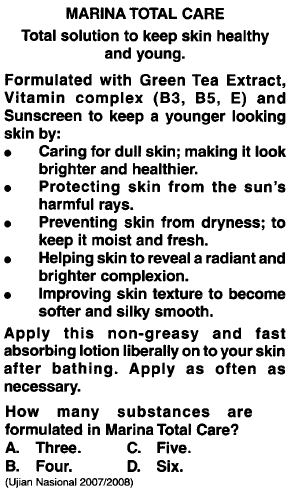 MARINA TOTAL CARE
Total solution to keep skin healthy
and young.
Formulated with Green Tea Extract,
Vitamin complex (B3, B5, E) and
Sunscreen to keep a younger looking
skin by:
• Caring for dull skin; making it look
brighter and healthier.
• Protecting skin from the sun's
harmful rays.
• Preventing skin from dryness; to
keep it moist and fresh.
• Helping skin to reveal a radiant and
brighter complexion.
• Improving skin texture to become
softer and silky smooth.
Apply this non-greasy and fast
absorbing lotion liberally on to your skin
after bathing. Apply as often as
necessary.
How many substances are
formulated in Marina Total Care?
A. Three. C. Five.
B. Four. D. Six.
(Ujian Nasional 2007/2008)